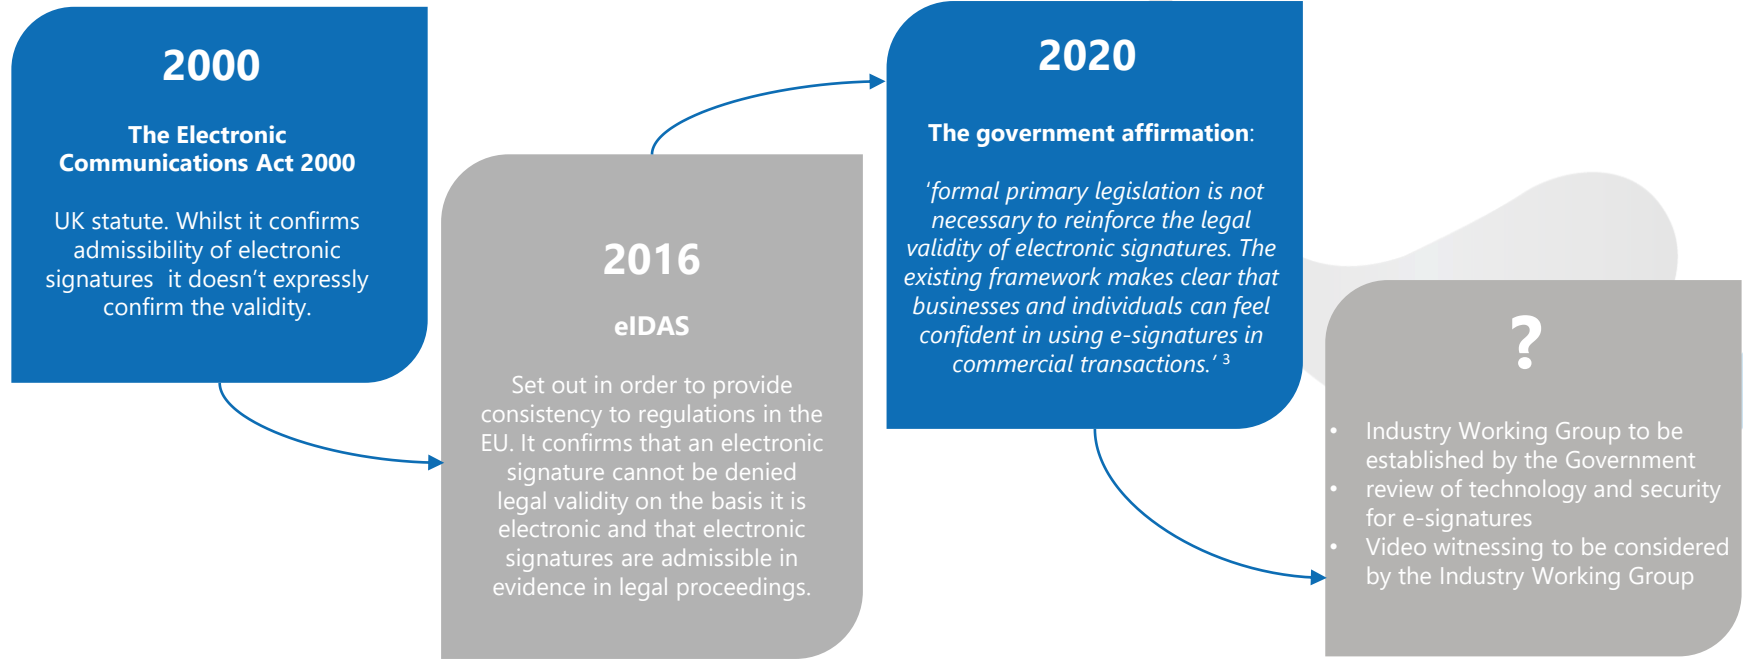 2000
The Electronic
Communications Act 2000
UK statute. Whilst it confirms
admissibility of electronic
signatures  it doesn’t expressly
confirm the validity.
2016
eIDAS
Set out in order to provide
consistency to regulations in the
EU. It confirms that an electronic
signature cannot be denied
legal validity on the basis it is
electronic and that electronic
signatures are admissible in
evidence in legal proceedings.
2020
The government affirmation:
‘formal primary legislation is not
necessary to reinforce the legal
validity of electronic signatures. The
existing framework makes clear that
businesses and individuals can feel
confident in using e-signatures in
commercial transactions.’ 3
?
• Industry Working Group to be
established by the Government
• review of technology and security
for e-signatures
• Video witnessing to be considered
by the Industry Working Group